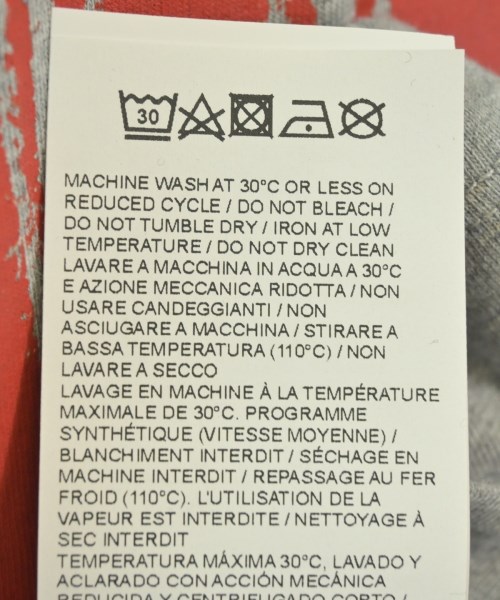 30
MACHINE WASH AT 30°C OR LESS ON
REDUCED CYCLE / DO NOT BLEACH /
DO NOT TUMBLE DRY / IRON AT LOW
TEMPERATURE / DO NOT DRY CLEAN
LAVARE A MACCHINA IN ACQUA A 30°C
E AZIONE MECCANICA RIDOTTA / NON
USARE CANDEGGIANTI / NON
ASCIUGARE A MACCHINA / STIRARE A
BASSA TEMPERATURA (110°C) / NON
LAVARE A SECCO
LAVAGE EN MACHINE À LA TEMPÉRATURE
MAXIMALE DE 30°C. PROGRAMME
SYNTHÉTIQUE (VITESSE MOYENNE) /
BLANCHIMENT INTERDIT / SÉCHAGE EN
MACHINE INTERDIT / REPASSAGE AU FER
FROID (110°C). L'UTILISATION DE LA
VAPEUR EST INTERDITE / NETTOYAGE À
SEC INTERDIT
TEMPERATURA MÁXIMA 30°C, LAVADO Y
ACLARADO CON ACCIÓN MECÁNICA
REDUCIDA Y CENTRIFUGADO CORTO /